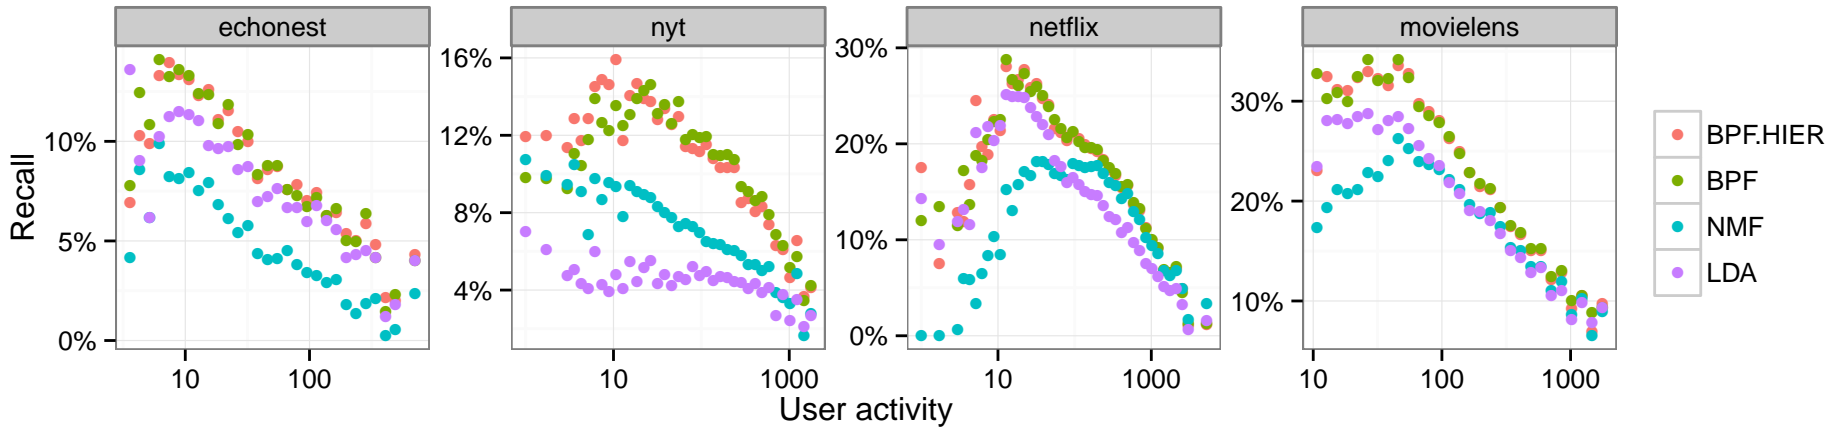 echonest
nyt
netflix
movielens
Recall
10%
5%
0%
16%
12%
8%
4%
30%
20%
10%
0%
30%
20%
10%
10 100
10 1000
10 1000
10 100 1000
User activity
BPF.HIER
BPF
NMF
LDA